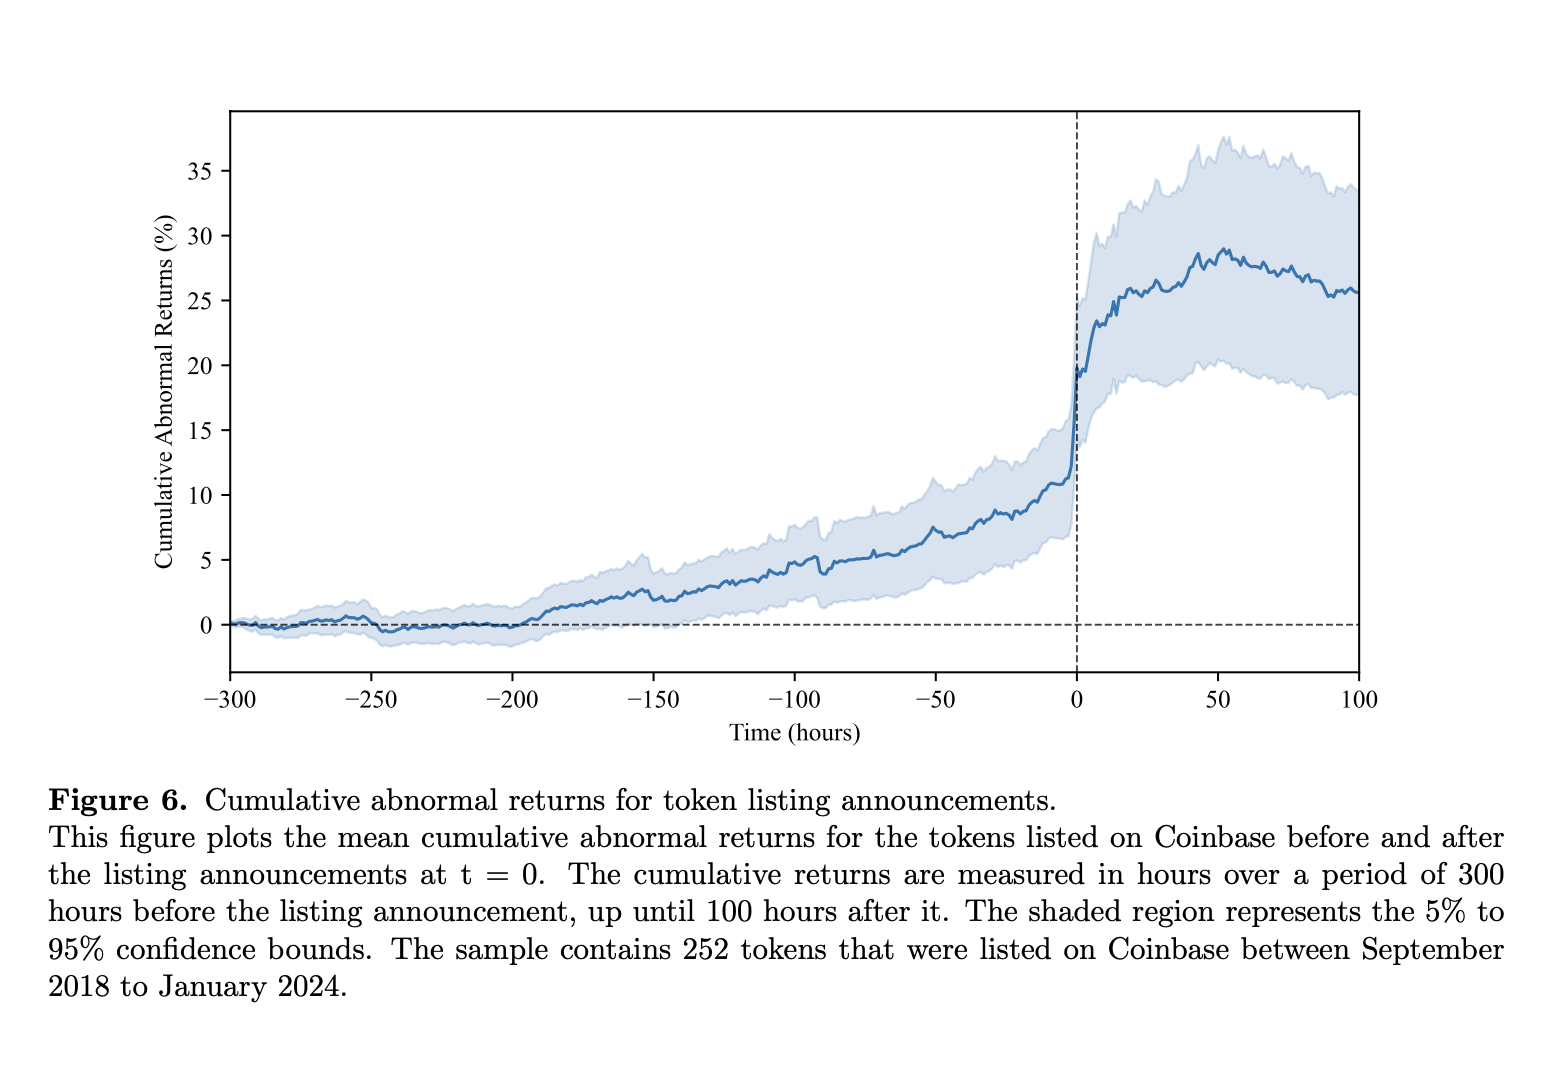 35
30
25
20
15
10
5
0
Cumulative Abnormal Returns (%)
−300 −250 −200 −150 −100 −50 0 50 100
Time (hours)
Figure 6. Cumulative abnormal returns for token listing announcements.
This figure plots the mean cumulative abnormal returns for the tokens listed on Coinbase before and after
the listing announcements at t = 0. The cumulative returns are measured in hours over a period of 300
hours before the listing announcement, up until 100 hours after it. The shaded region represents the 5% to
95% confidence bounds. The sample contains 252 tokens that were listed on Coinbase between September
2018 to January 2024.